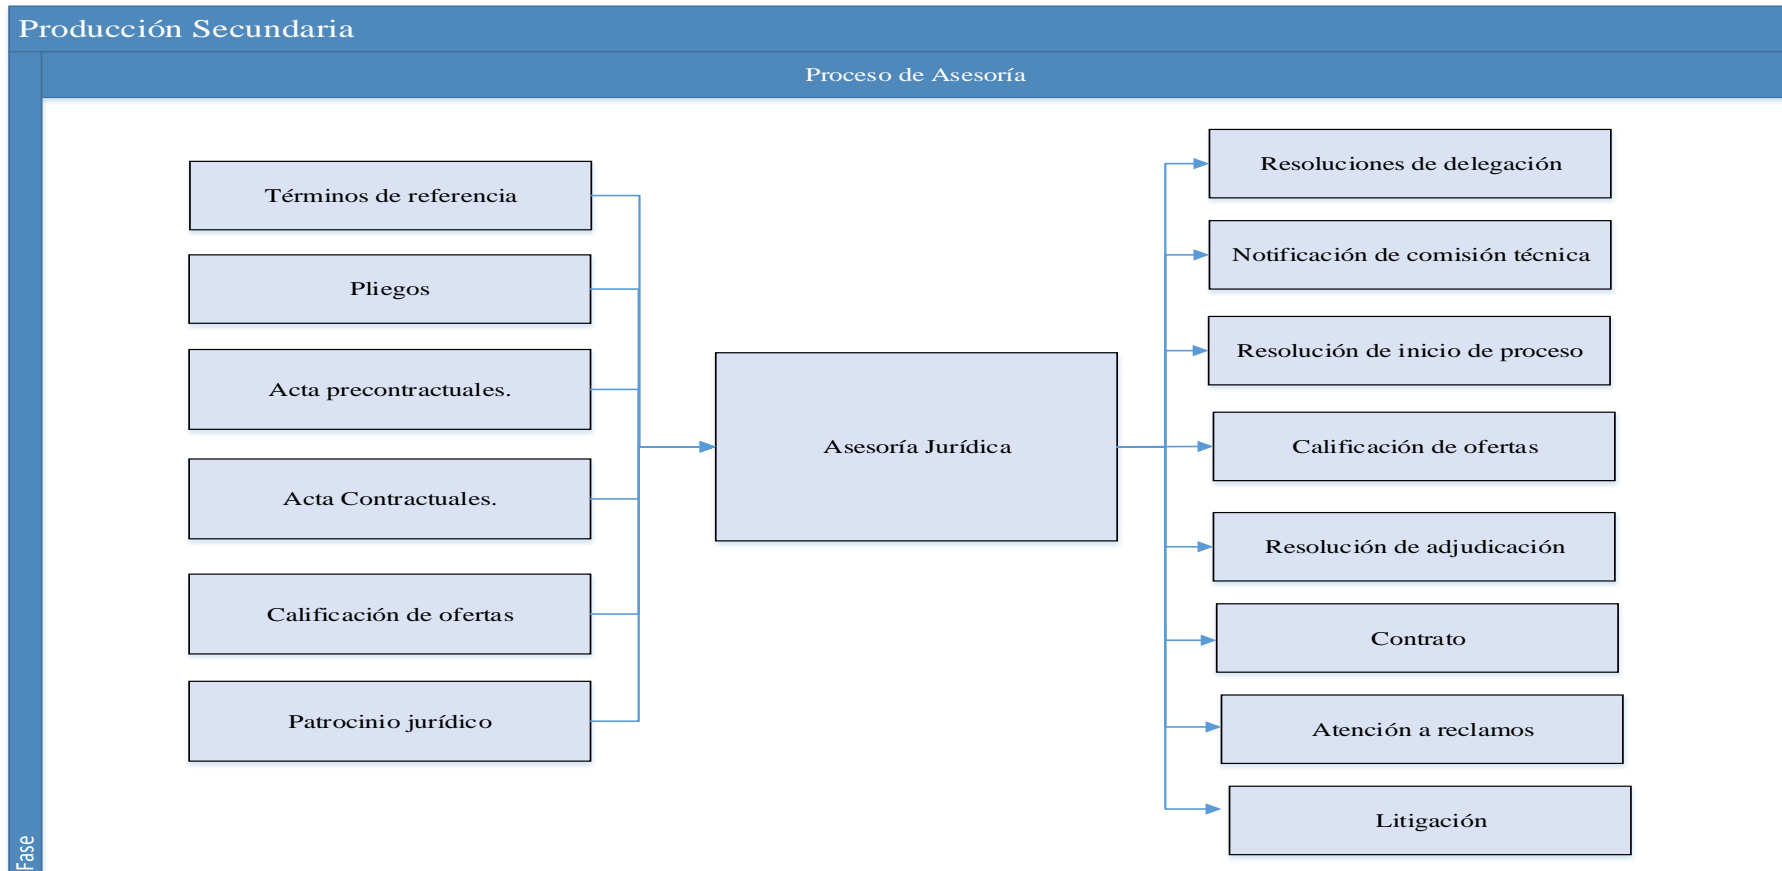 Producción Secundaria
Proceso de Asesoría
Fase
Términos de referencia
Pliegos
Acta precontractuales.
Acta Contractuales.
Calificación de ofertas
Patrocinio jurídico
Asesoría Jurídica
Resoluciones de delegación
Notificación de comisión técnica
Resolución de inicio de proceso
Calificación de ofertas
Resolución de adjudicación
Contrato
Atención a reclamos
Litigación